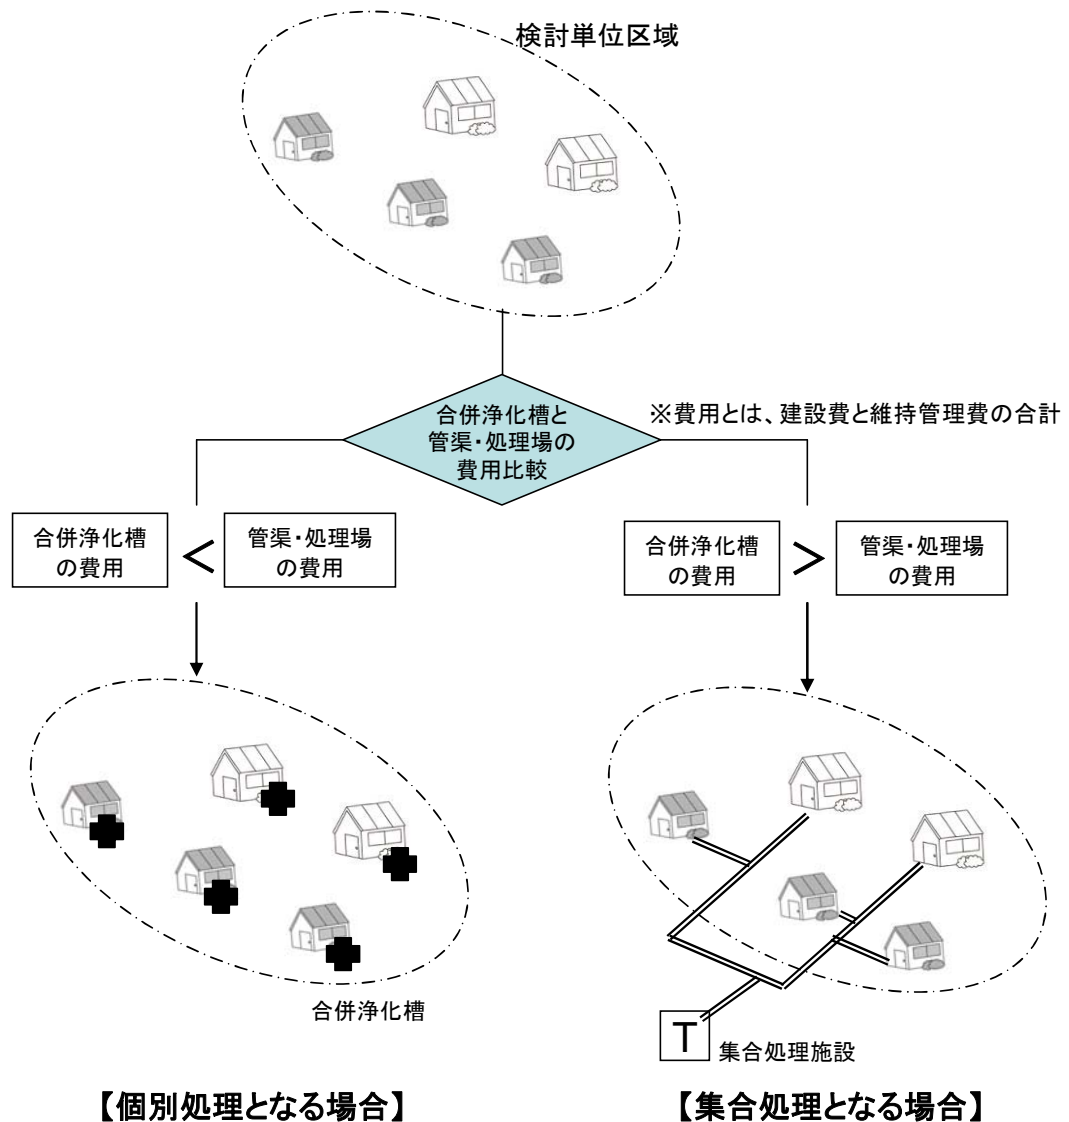 検討単位区域
合併浄化槽と
管渠・処理場の
費用比較
※費用とは、建設費と維持管理費の合計
合併浄化槽
の費用
<
管渠・処理場
の費用
合併浄化槽
の費用
>
管渠・処理場
の費用
合併浄化槽
T
集合処理施設
【個別処理となる場合】
【集合処理となる場合】